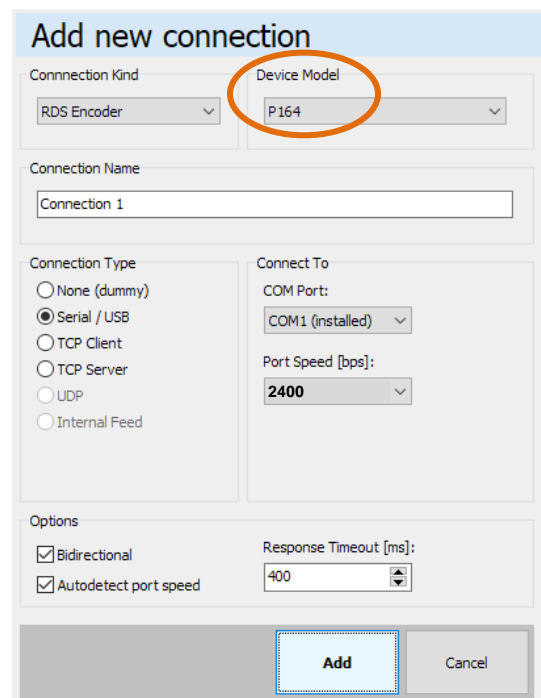 Add new connection
Connnection Kind
Device Model
RDS Encoder
P164
Connection Name
Connection 1
Connection Type
Connect To
None (dummy)
COM Port:
Serial / USB
COM1 (installed)
TCP Client
TCP Server
Port Speed [bps]:
UDP
2400
Internal Feed
Options
Bidirectional
Response Timeout [ms]:
Autodetect port speed
400
Add
Cancel